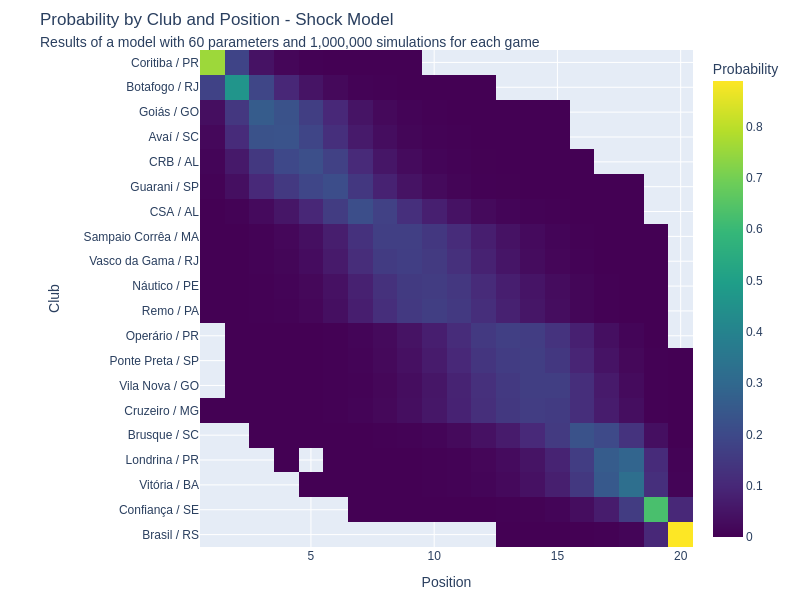 Probability by Club and Position - Shock Model
Results of a model with 60 parameters and 1,000,000 simulations for each game
Probability
Club
Coritiba / PR
Botafogo / RJ
Goiás / GO
Avaí / SC
CRB / AL
Guarani / SP
CSA / AL
Sampaio Corrêa / MA
Vasco da Gama / RJ
Náutico / PE
Remo / PA
Operário / PR
Ponte Preta / SP
Vila Nova / GO
Cruzeiro / MG
Brusque / SC
Londrina / PR
Vitória / BA
Confiança / SE
Brasil / RS
0.8
0.7
0.6
0.5
0.4
0.3
0.2
0.1
0
5
10
15
20
Position